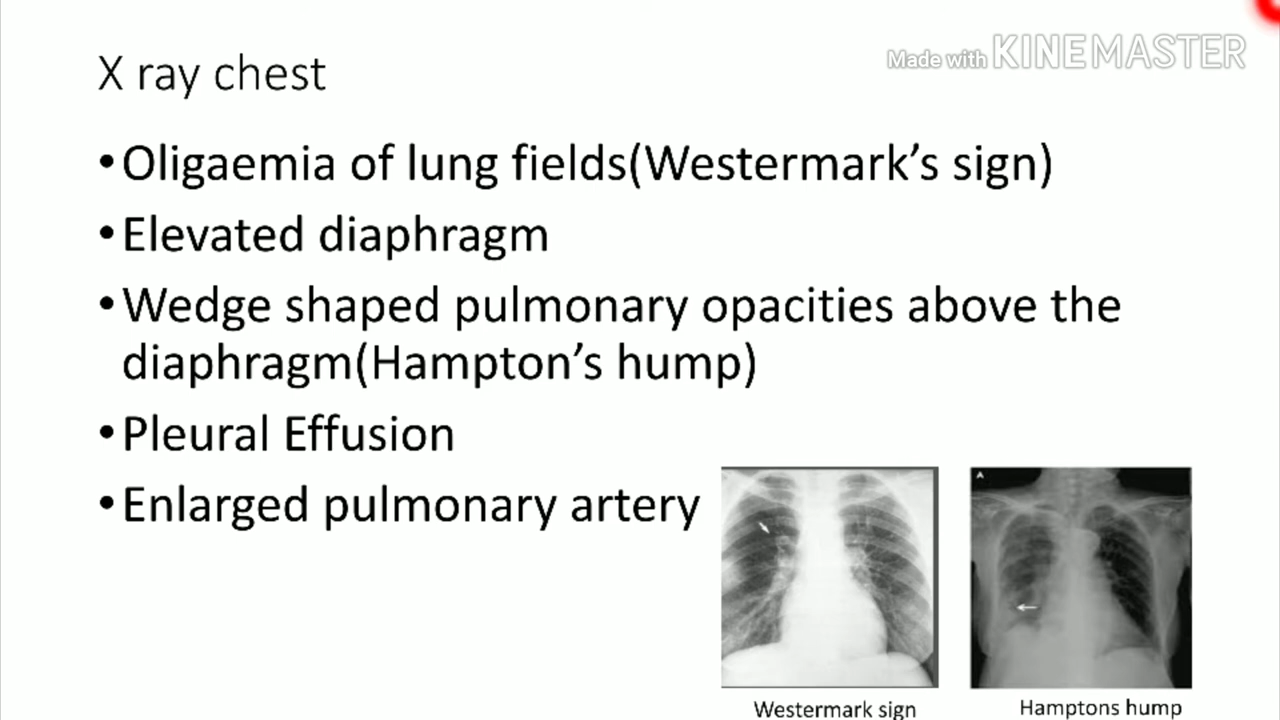 X ray chest
Made with KINEMASTER
•Oligaemia of lung fields(Westermark’s sign)
•Elevated diaphragm
•Wedge shaped pulmonary opacities above the
diaphragm(Hampton’s hump)
•Pleural Effusion
•Enlarged pulmonary artery
A
Westermark sign
Hamptons hump